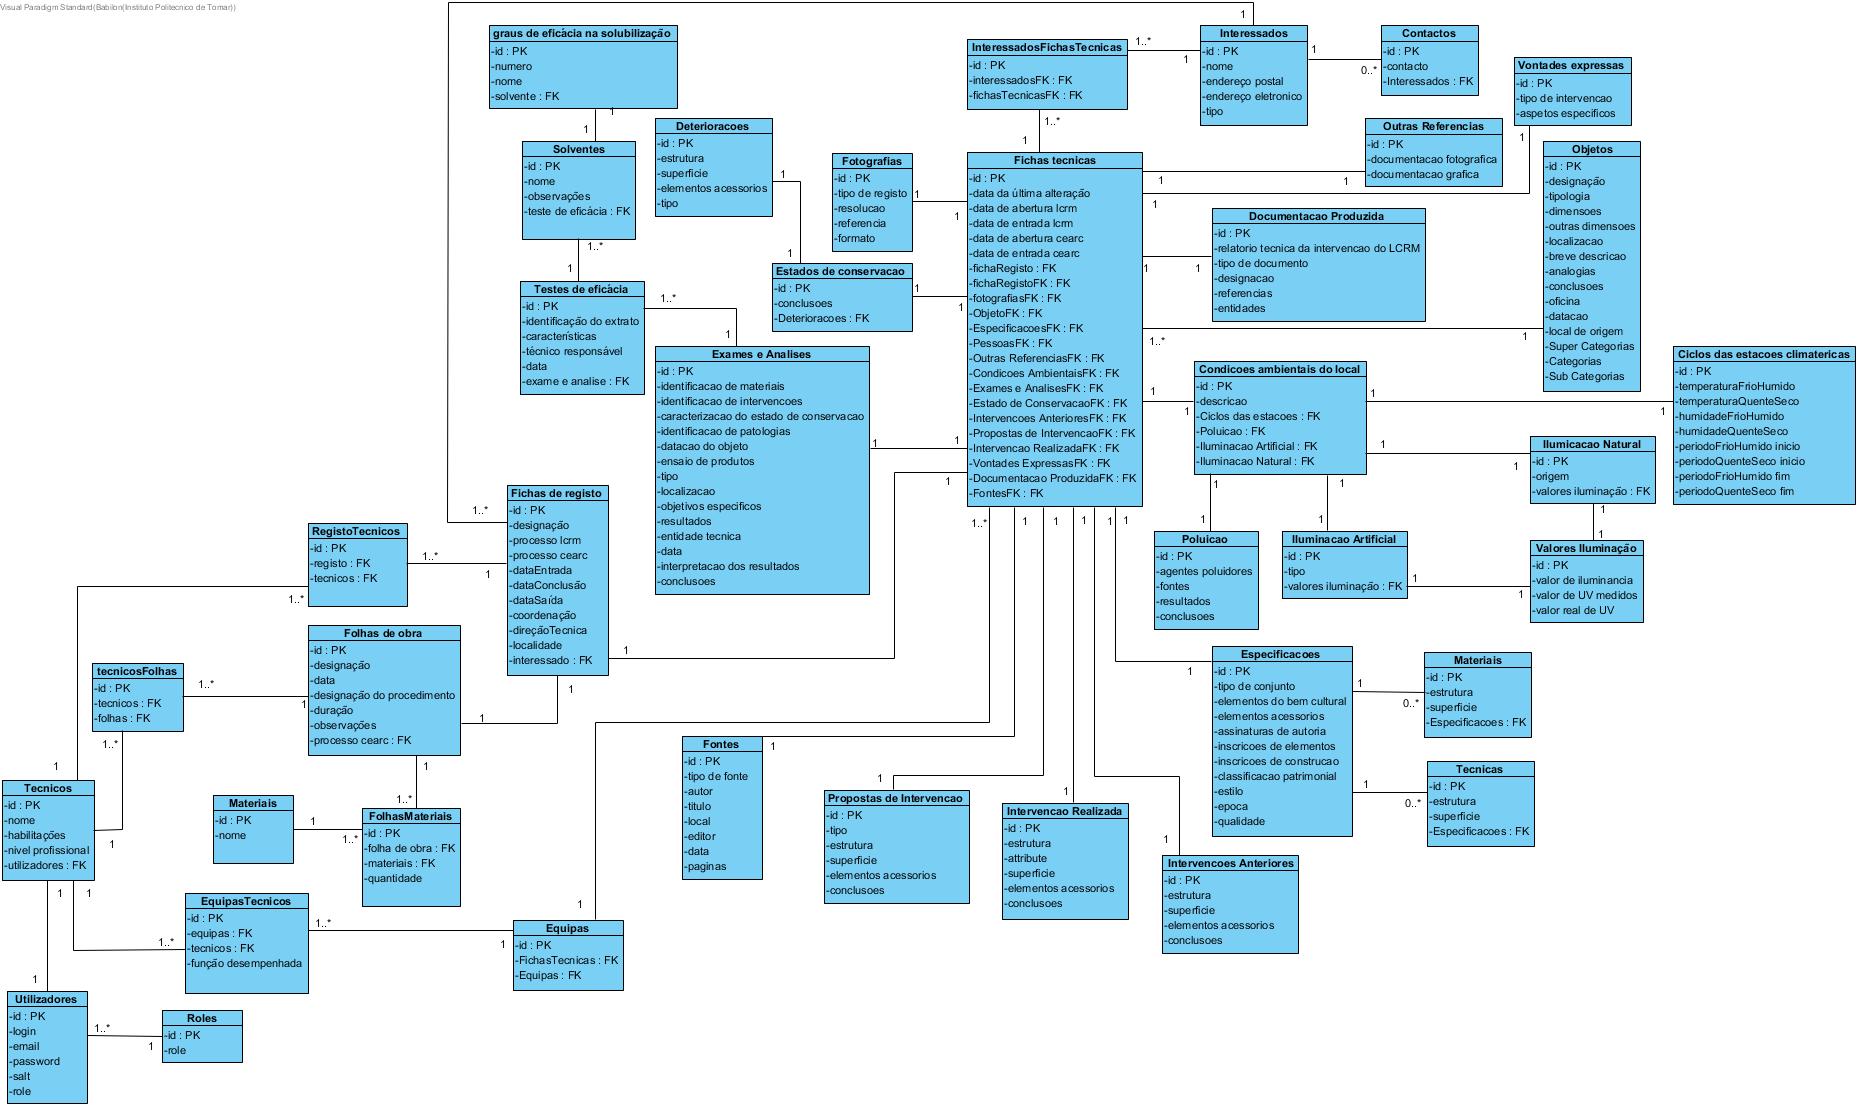 Visual Paradigm Standard(Babilon(Instituto Politecnico de Tomar))
graus de eficácia na solubilização
-id : PK
-numero
-nome
-solvente : FK
1
1
Solventes
-id : PK
-nome
-observações
-teste de eficácia : FK
1..*
1
Testes de eficácia
-id : PK
-identificação do extrato
-características
-técnico responsável
-data
-exame e analise : FK
1..*
1
Deterioracoes
-id : PK
-estrutura
-superficie
-elementos acessorios
-tipo
1
1
Fotografias
-id : PK
-tipo de registo
-resolucao
-referencia
-formato
1
1
Estados de conservacao
-id : PK
-conclusoes
-Deterioracoes : FK
1
1
Exames e Analises
-id : PK
-identificacao de materiais
-identificacao de intervencoes
-caracterizacao do estado de conservacao
-identificacao de patologias
-datacao do objeto
-ensaio de produtos
-tipo
-localizacao
-objetivos especificos
-resultados
-entidade tecnica
-data
-interpretacao dos resultados
-conclusoes
1
1
InteressadosFichasTecnicas
-id : PK
-interessadosFK : FK
-fichasTecnicasFK : FK
1..*
1
1..*
1
1
Interessados
-id : PK
-nome
-endereço postal
-endereço eletronico
-tipo
1
0..*
Contactos
-id : PK
-contacto
-Interessados : FK
Vontades expressas
-id : PK
-tipo de intervencao
-aspetos especificos
1
1
Outras Referencias
-id : PK
-documentacao fotografica
-documentacao grafica
1
1
Objetos
-id : PK
-designação
-tipologia
-dimensoes
-outras dimensoes
-localizacao
-breve descricao
-analogias
-conclusoes
-oficina
-datacao
-local de origem
-Super Categorias
-Categorias
-Sub Categorias
1
1..*
Fichas tecnicas
-id : PK
-data da última alteração
-data de abertura lcrm
-data de entrada lcrm
-data de abertura cearc
-data de entrada cearc
-fichaRegisto : FK
-fichaRegistoFK : FK
-fotografiasFK : FK
-ObjetoFK : FK
-EspecificacoesFK : FK
-PessoasFK : FK
-Outras ReferenciasFK : FK
-Condicoes AmbientaisFK : FK
-Exames e AnalisesFK : FK
-Estado de ConservacaoFK : FK
-Intervencoes AnterioresFK : FK
-Propostas de IntervencaoFK : FK
-Intervencao RealizadaFK : FK
-Vontades ExpressasFK : FK
-Documentacao ProduzidaFK : FK
-FontesFK : FK
Documentacao Produzida
-id : PK
-relatorio tecnica da intervencao do LCRM
-tipo de documento
-designacao
-referencias
-entidades
1
1
Condicoes ambientais do local
-id : PK
-descricao
-Ciclos das estacoes : FK
-Poluicao : FK
-Iluminacao Artificial : FK
-Iluminacao Natural : FK
1
1
1
1
Ciclos das estacoes climatericas
-id : PK
-temperaturaFrioHumido
-temperaturaQuenteSeco
-humidadeFrioHumido
-humidadeQuenteSeco
-periodoFrioHumido inicio
-periodoQuenteSeco inicio
-periodoFrioHumido fim
-periodoQuenteSeco fim
1
1
Ilumicacao Natural
-id : PK
-origem
-valores iluminação : FK
1
1
1
1
Poluicao
-id : PK
-agentes poluidores
-fontes
-resultados
-conclusoes
1
1
Iluminacao Artificial
-id : PK
-tipo
-valores iluminação : FK
1
1
Valores Iluminação
-id : PK
-valor de iluminancia
-valor de UV medidos
-valor real de UV
Fichas de registo
-id : PK
-designação
-processo lcrm
-processo cearc
-dataEntrada
-dataConclusão
-dataSaída
-coordenação
-direçãoTecnica
-localidade
-interessado : FK
1..*
1
1
1
RegistoTecnicos
-id : PK
-registo : FK
-tecnicos : FK
1..*
1
1..*
1
Folhas de obra
-id : PK
-designação
-data
-designação do procedimento
-duração
-observações
-processo cearc : FK
1
1
1..*
tecnicosFolhas
-id : PK
-tecnicos : FK
-folhas : FK
1..*
1
1..*
1
Tecnicos
-id : PK
-nome
-habilitações
-nivel profissional
-utilizadores : FK
1
1
Materiais
-id : PK
-nome
1
1..*
FolhasMateriais
-id : PK
-folha de obra : FK
-materiais : FK
-quantidade
EquipasTecnicos
-id : PK
-equipas : FK
-tecnicos : FK
-função desempenhada
1..*
1..*
1
1
Equipas
-id : PK
-FichasTecnicas : FK
-Equipas : FK
1
Utilizadores
-id : PK
-login
-email
-password
-salt
-role
1..*
1
Roles
-id : PK
-role
1..*
1
1
1
1
1
Fontes
-id : PK
-tipo de fonte
-autor
-titulo
-local
-editor
-data
-paginas
1
1
Propostas de Intervencao
-id : PK
-tipo
-estrutura
-superficie
-elementos acessorios
-conclusoes
1
Intervencao Realizada
-id : PK
-estrutura
-attribute
-superficie
-elementos acessorios
-conclusoes
1
Intervencoes Anteriores
-id : PK
-estrutura
-superficie
-elementos acessorios
-conclusoes
1
Especificacoes
-id : PK
-tipo de conjunto
-elementos do bem cultural
-elementos acessorios
-assinaturas de autoria
-inscricoes de elementos
-inscricoes de construcao
-classificacao patrimonial
-estilo
-epoca
-qualidade
1
0..*
Materiais
-id : PK
-estrutura
-superficie
-Especificacoes : FK
1
0..*
Tecnicas
-id : PK
-estrutura
-superficie
-Especificacoes : FK